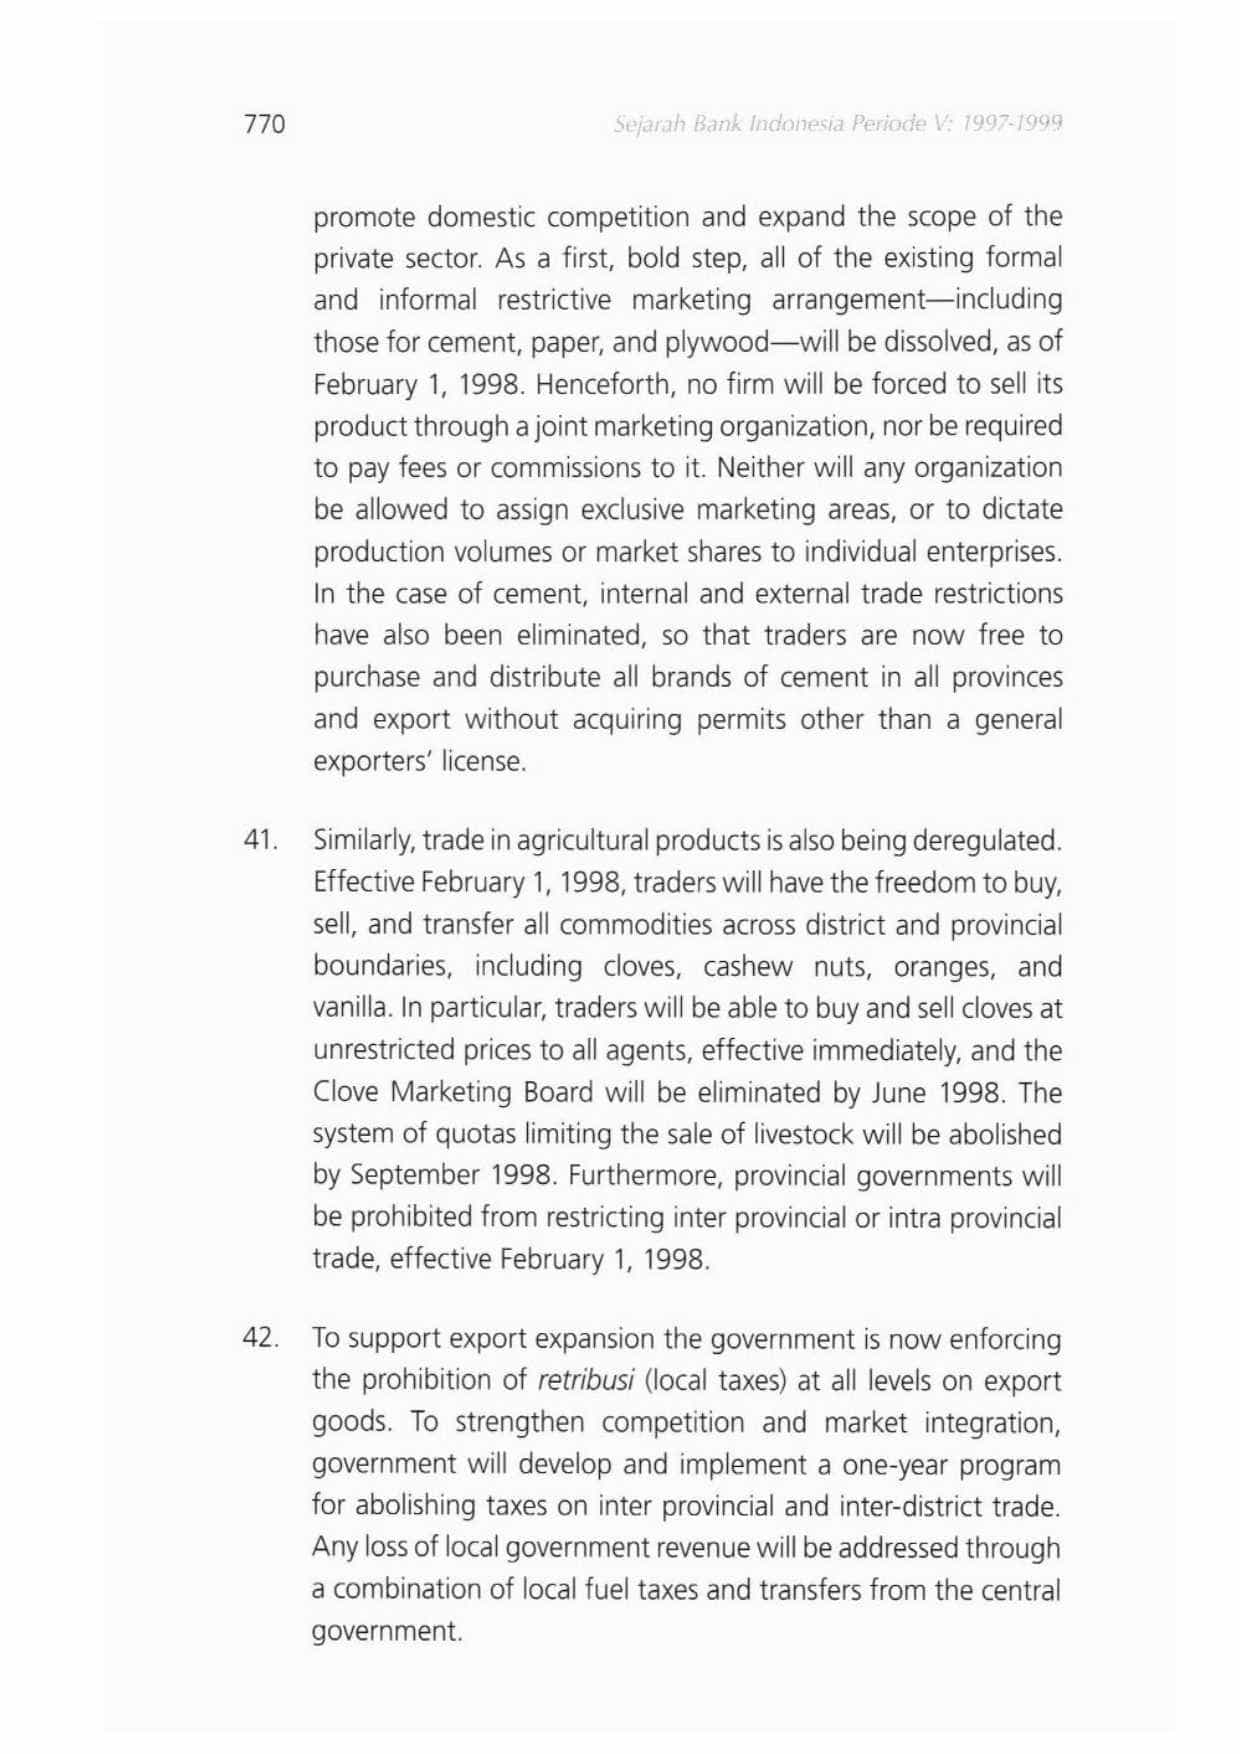 770 Sejarah Bank Indonesia Periode V: 1997-1999
promote domestic competition and expand the scope of the
private sector. As a first, bold step, all of the existing formal
and informal restrictive marketing arrangement—including
those for cement, paper, and plywood—will be dissolved, as of
February 1, 1998. Henceforth, no firm will be forced to sell its
product through a joint marketing organization, nor be required
to pay fees or commissions to it. Neither will any organization
be allowed to assign exclusive marketing areas, or to dictate
production volumes or market shares to individual enterprises.
In the case of cement, internal and external trade restrictions
have also been eliminated, so that traders are now free to
purchase and distribute all brands of cement in all provinces
and export without acquiring permits other than a general
exporters' license.
41. Similarly, trade in agricultural products is also being deregulated.
Effective February 1, 1998, traders will have the freedom to buy,
sell, and transfer all commodities across district and provincial
boundaries, including cloves, cashew nuts, oranges, and
vanilla. In particular, traders will be able to buy and sell cloves at
unrestricted prices to all agents, effective immediately, and the
Clove Marketing Board will be eliminated by June 1998. The
system of quotas limiting the sale of livestock will be abolished
by September 1998. Furthermore, provincial governments will
be prohibited from restricting inter provincial or intra provincial
trade, effective February 1, 1998.
42. To support export expansion the government is now enforcing
the prohibition of retribusi (local taxes) at all levels on export
goods. To strengthen competition and market integration,
government will develop and implement a one-year program
for abolishing taxes on inter provincial and inter-district trade.
Any loss of local government revenue will be addressed through
a combination of local fuel taxes and transfers from the central
government.